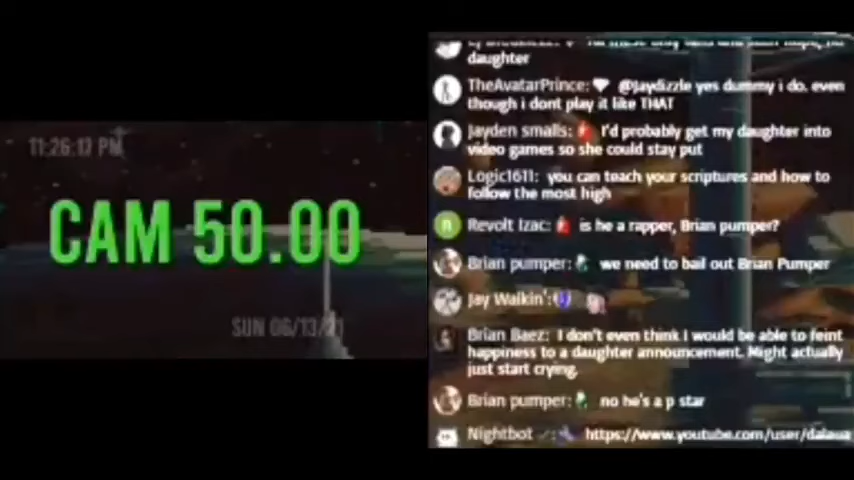 11:26:17 PM
CAM 50.00
SUN 06/13/21
daughter
TheAvatarPrince: @Jaydizzle yes dummy i do. even
though i dont play it like THAT
Jayden smalls: I'd probably get my daughter into
video games so she could stay put
Logic1611: you can teach your scriptures and how to
follow the most high
Revolt Izac: is he a rapper, Brian pumper?
Brian pumper: we need to bail out Brian Pumper
Jay Walkin':
Brian Baez: I don't even think I would be able to feint
happiness to a daughter announcement. Might actually
just start crying.
Brian pumper: no he's a p star
Nightbot https://www.youtube.com/user/